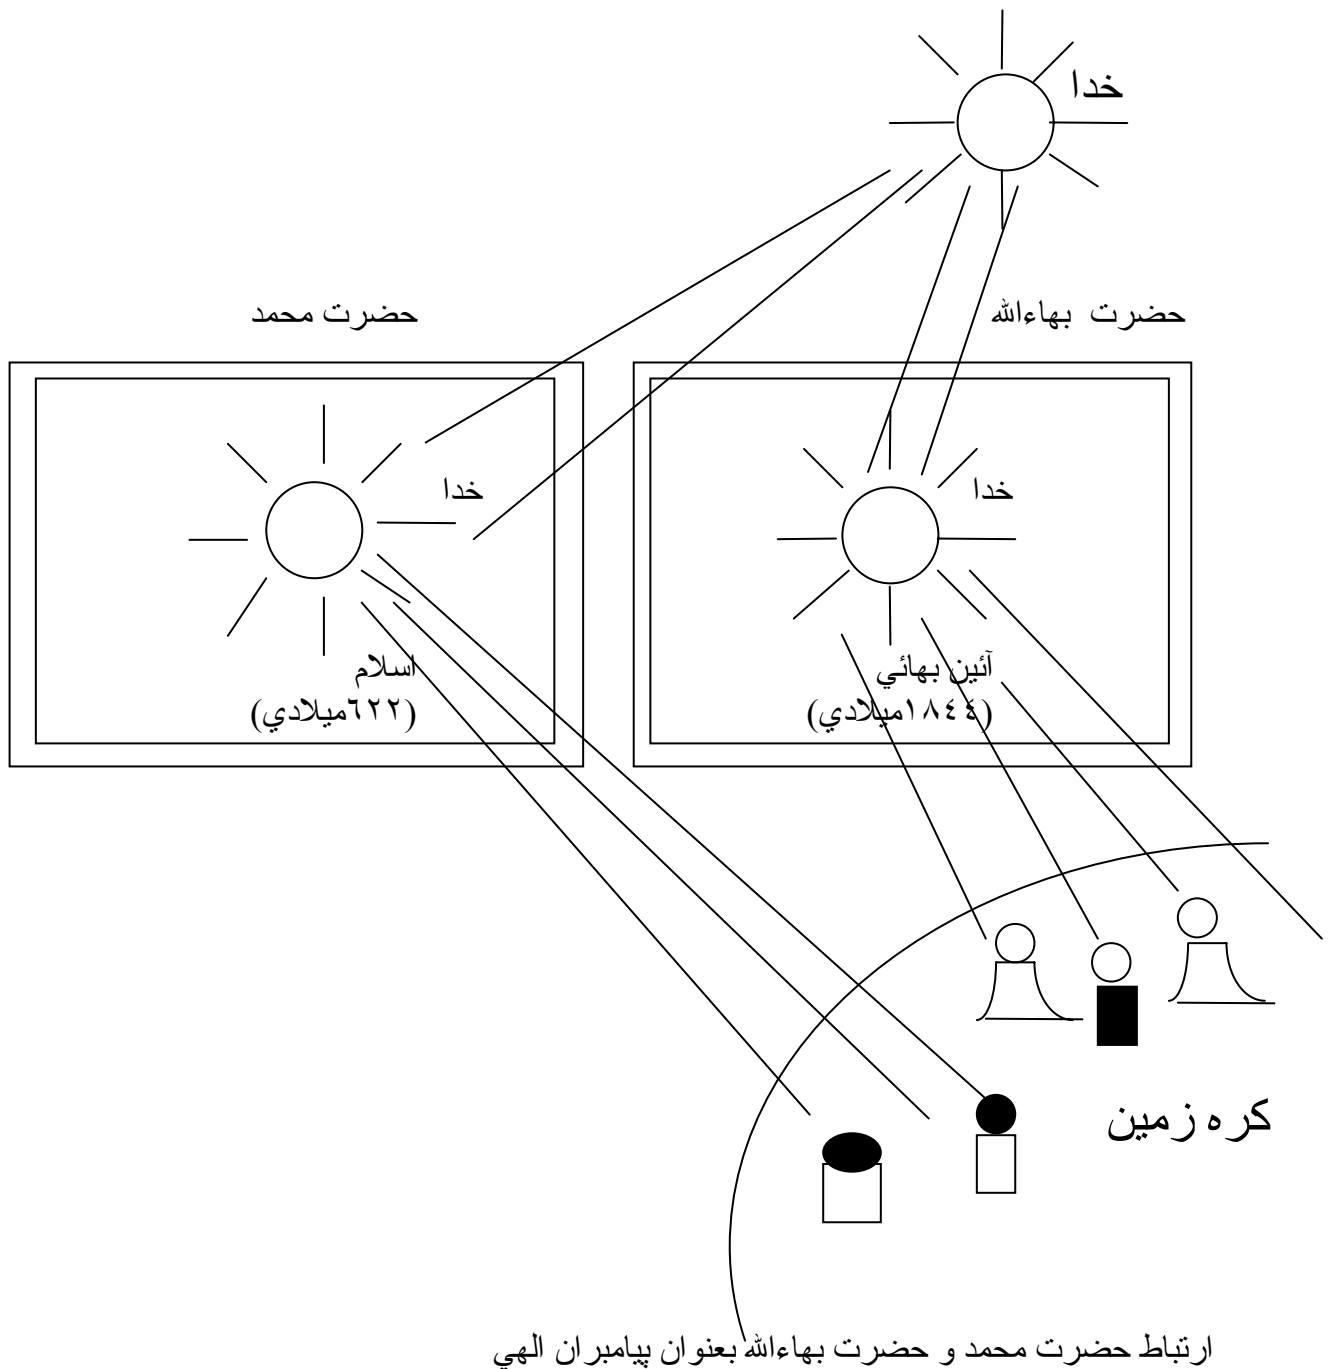 خدا
حضرت بهاءالله
حضرت محمد
خدا
خدا
آئين بهائي
(١٨٤٤ميلادي)
اسلام
(٦٢٢ميلادي)
كره زمين
ارتباط حضرت محمد و حضرت بهاءالله بعنوان پيامبران الهي